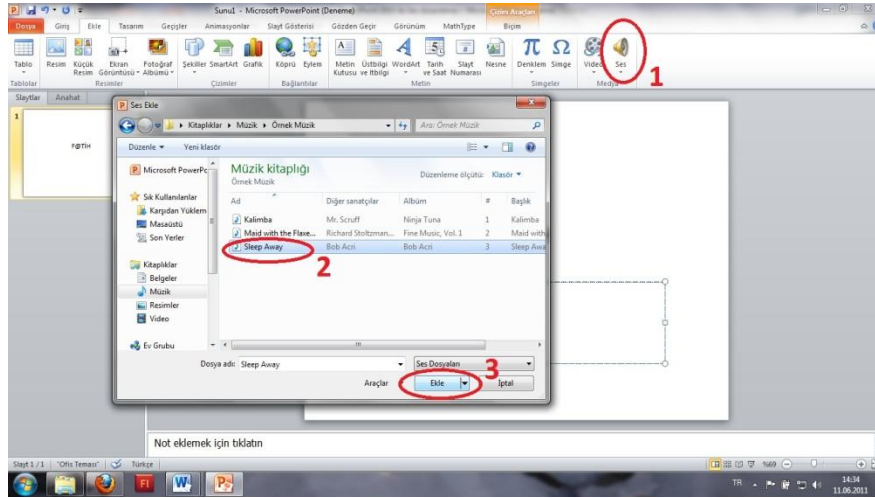 Sunu1 - Microsoft PowerPoint (Deneme)
Çizim Araçları
Dosya Giriş Ekle Tasarım Geçişler Animasyonlar Slayt Gösterisi Gözden Geçir Görünüm MathType Biçim
Tablo Resim Küçük Resim Ekran Görüntüsü Fotoğraf Albümü Şekiller SmartArt Grafik Köprü Eylem Metin Kutusu Üstbilgi ve Altbilgi WordArt Tarih ve Saat Slayt Numarası Nesne Denklem Simge Video Ses
Tablolar Resimler Çizimler Bağlantılar Metin Simgeler Medya
1
Slaytlar Anahat
1
F@TİH
Ses Ekle
Kitaplıklar Müzik Örnek Müzik
Ara: Örnek Müzik
Düzenle Yeni klasör
Microsoft PowerPo
Sık Kullanılanlar
Karşıdan Yüklem
Masaüstü
Son Yerler
Kitaplıklar
Belgeler
Müzik
Resimler
Video
Ev Grubu
Müzik kitaplığı
Örnek Müzik
Düzenleme ölçütü: Klasör
Ad Diğer sanatçılar Albüm # Başlık
Kalimba Mr. Scruff Ninja Tuna 1 Kalimba
Maid with the Flaxe... Richard Stoltzman... Fine Music, Vol. 1 2 Maid with
Sleep Away Bob Acri Bob Acri 3 Sleep Awa
2
Dosya adı: Sleep Away
Ses Dosyaları
3
Araçlar Ekle İptal
Not eklemek için tıklatın
Slayt 1 / 1 "Ofis Teması" Türkçe %69
TR 14:34
11.06.2011